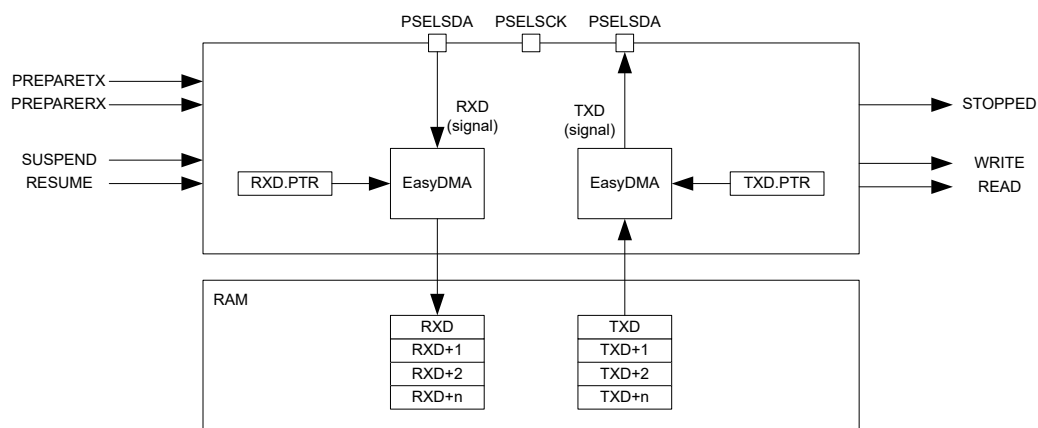 PSELSDA PSELSCK PSELSDA
PREPARETX
PREPARERX
RXD
(signal)
TXD
(signal)
STOPPED
SUSPEND
RESUME
RXD.PTR
EasyDMA
EasyDMA
TXD.PTR
WRITE
READ
RAM
RXD
RXD+1
RXD+2
RXD+n
TXD
TXD+1
TXD+2
TXD+n